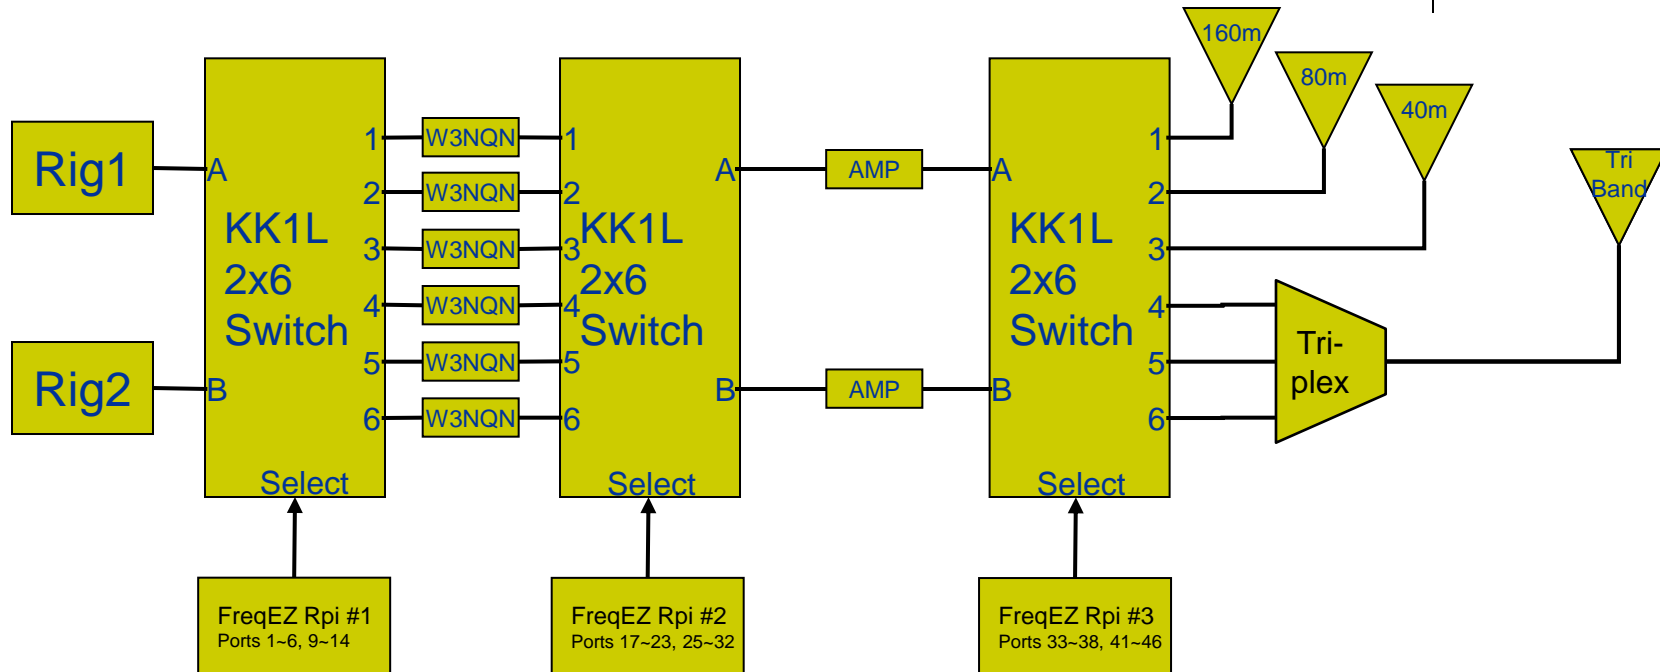 160m
80m
40m
Tri
Band
Rig1
A
1
W3NQN
1
A
AMP
A
1
2
W3NQN
2
2
KK1L
2x6
Switch
3
W3NQN
3
KK1L
2x6
Switch
KK1L
2x6
Switch
3
4
W3NQN
4
4
Tri-
plex
5
W3NQN
5
5
Rig2
B
B
AMP
B
6
W3NQN
6
6
Select
Select
Select
FreqEZ Rpi #1
Ports 1~6, 9~14
FreqEZ Rpi #2
Ports 17~23, 25~32
FreqEZ Rpi #3
Ports 33~38, 41~46